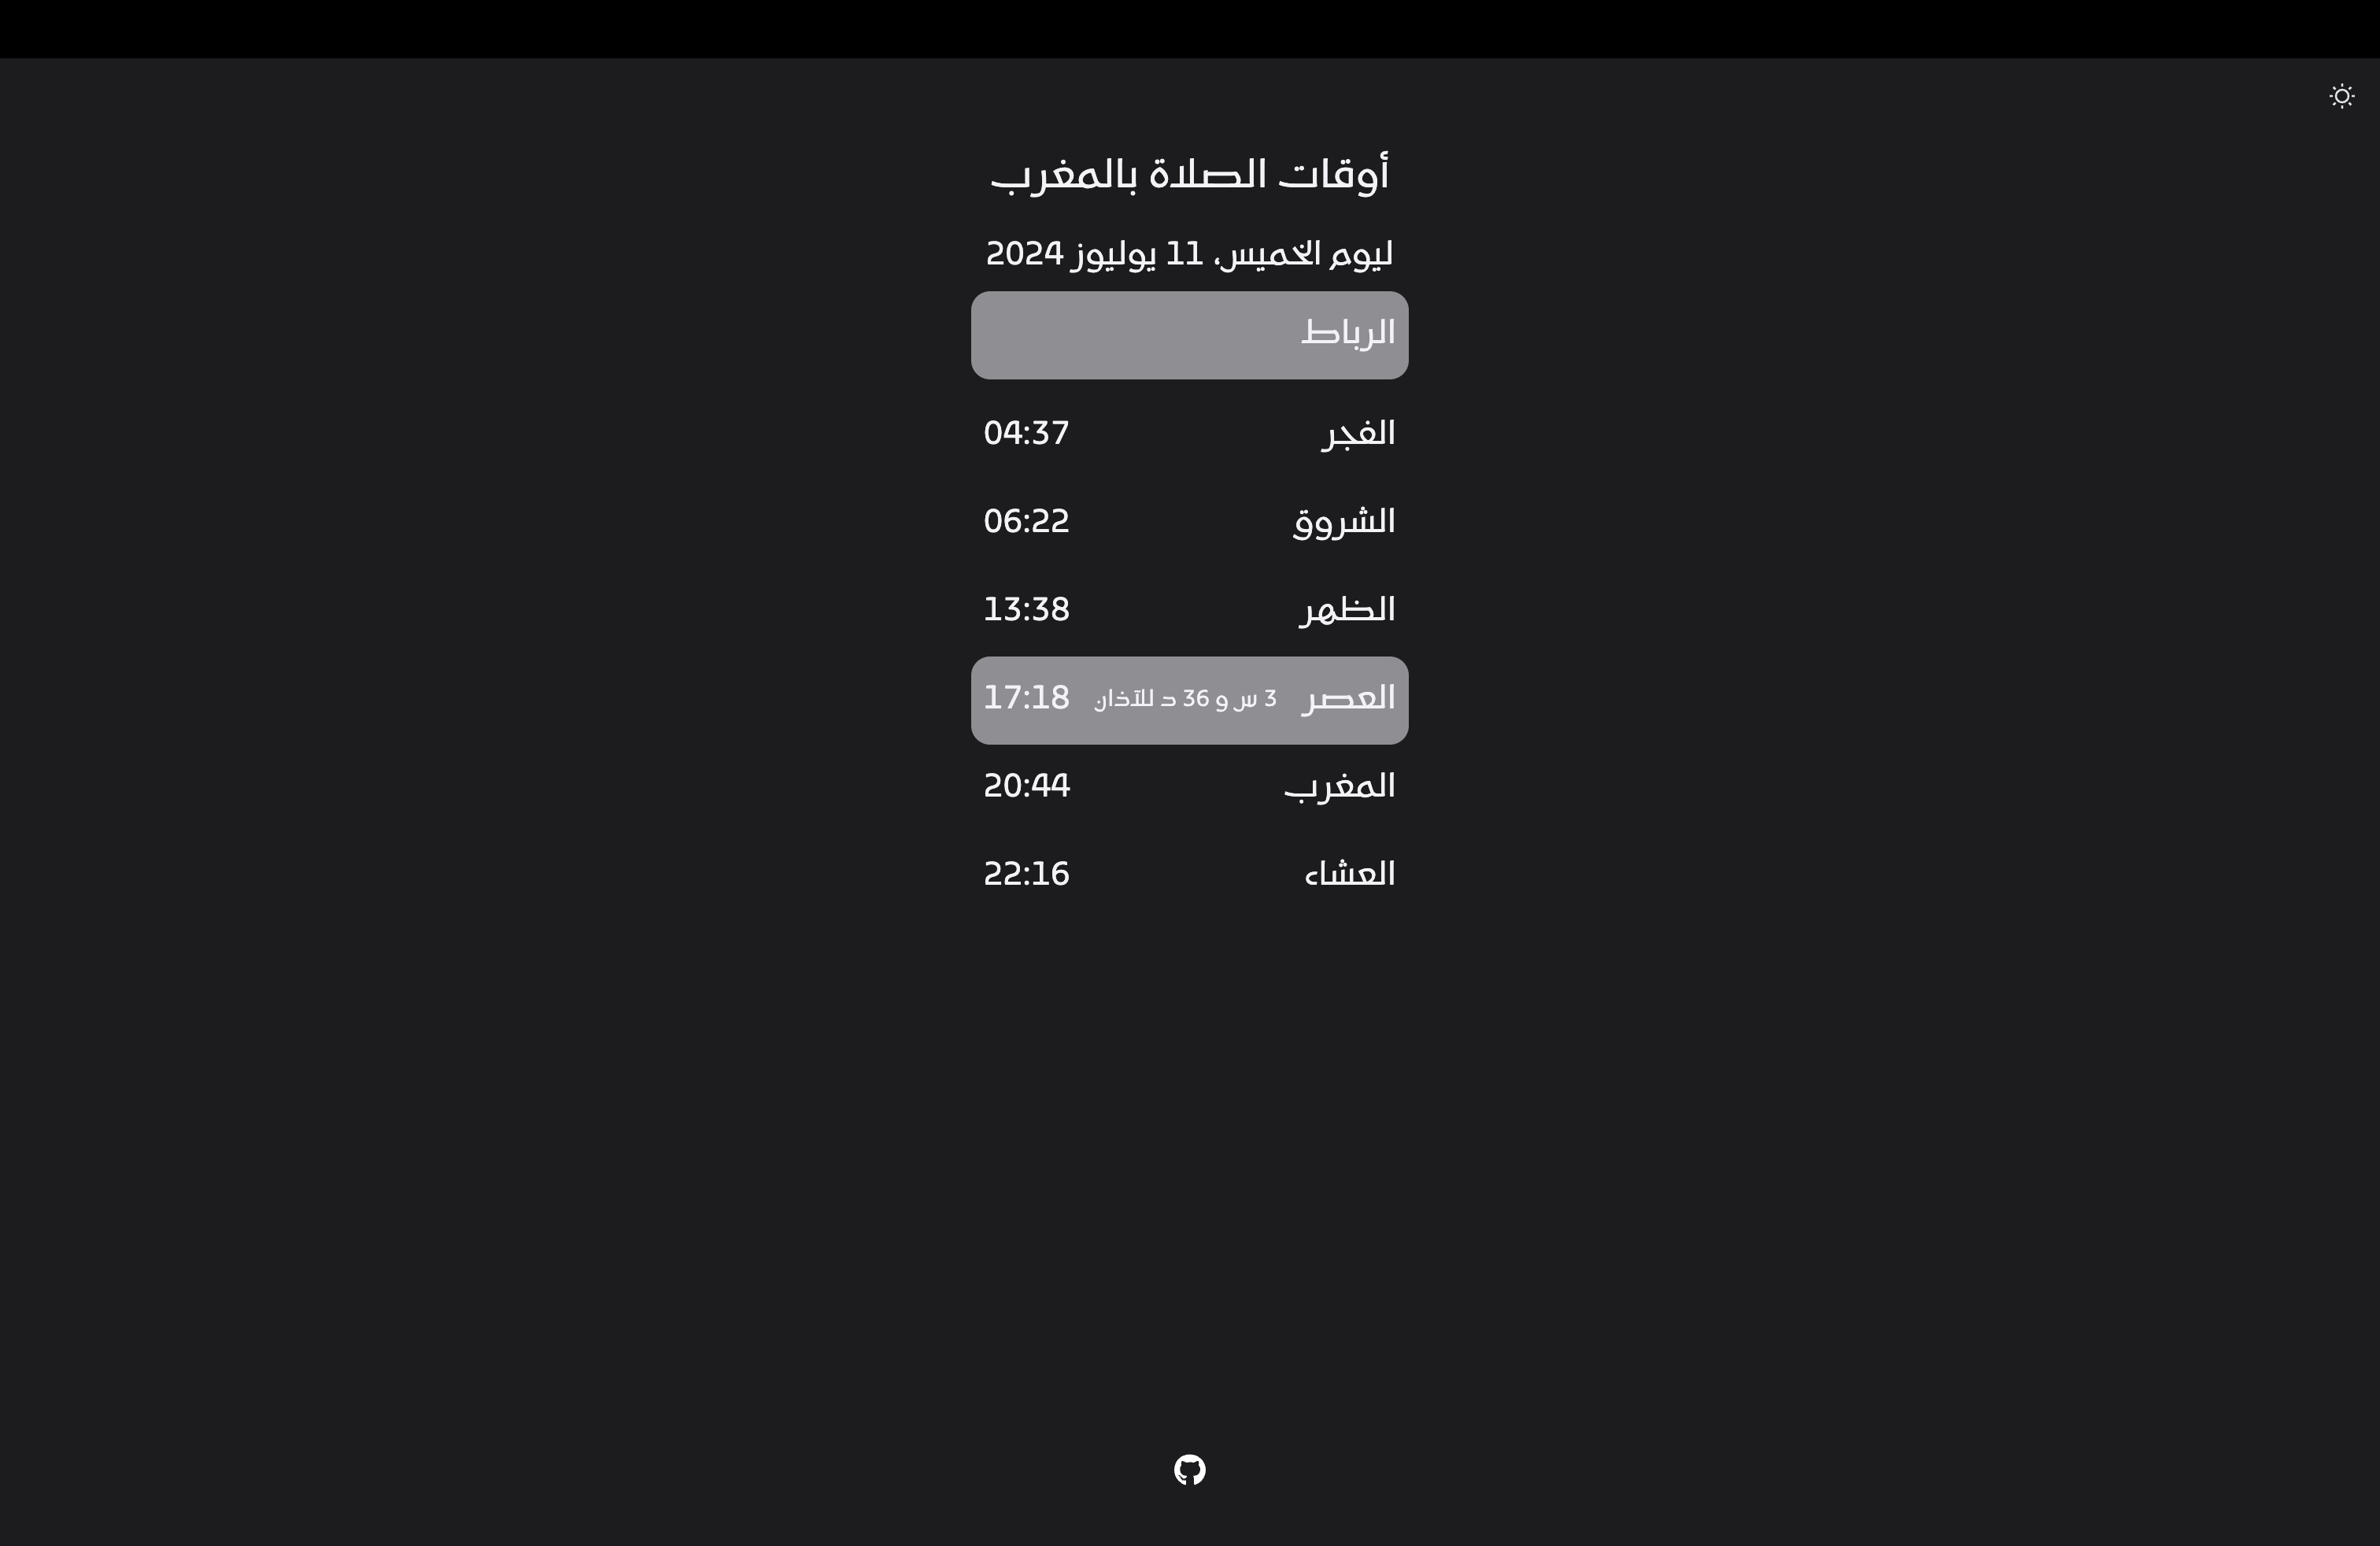 أوقات الصلاة بالمغرب
ليوم الخميس، 11 يوليوز 2024
الرباط
الفجر 04:37
الشروق 06:22
الظهر 13:38
العصر 3 س و 36 د للآذان 17:18
المغرب 20:44
العشاء 22:16